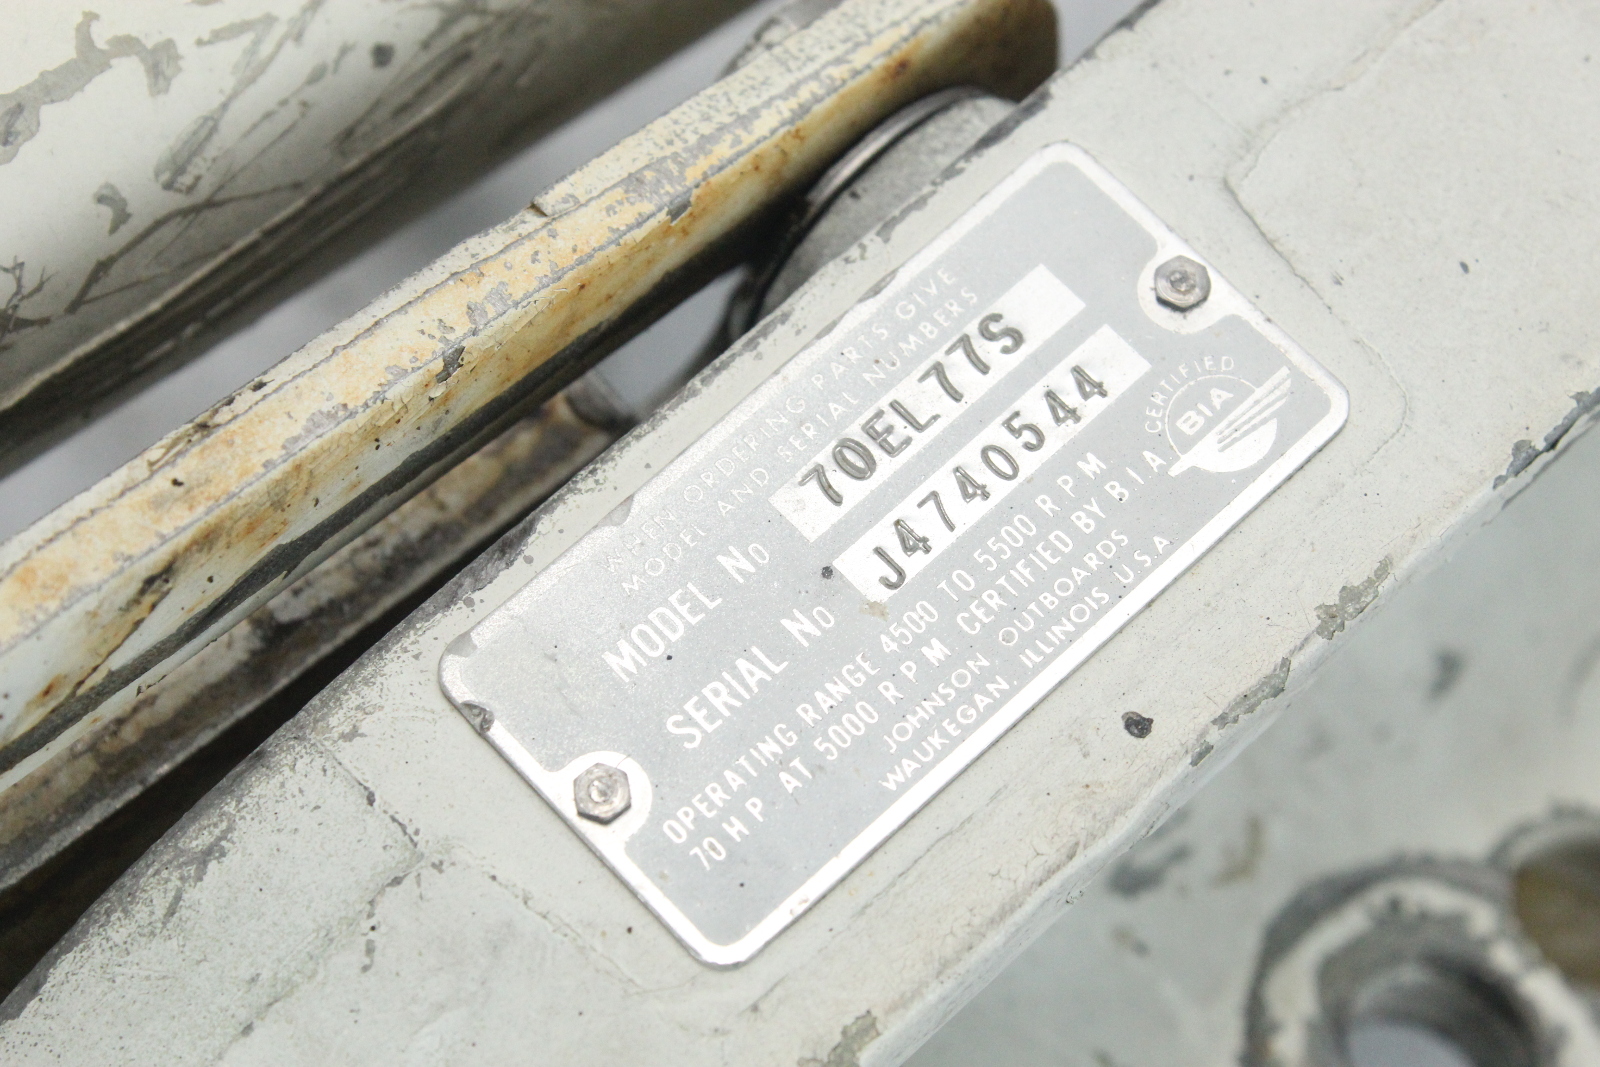 WHEN ORDERING PARTS GIVE
MODEL AND SERIAL NUMBERS
MODEL No 70EL77S
SERIAL No J4740544
OPERATING RANGE 4500 TO 5500 R P M
70 H P AT 5000 R P M CERTIFIED BY B I A
JOHNSON OUTBOARDS
WAUKEGAN, ILLINOIS U.S.A
CERTIFIED
BIA